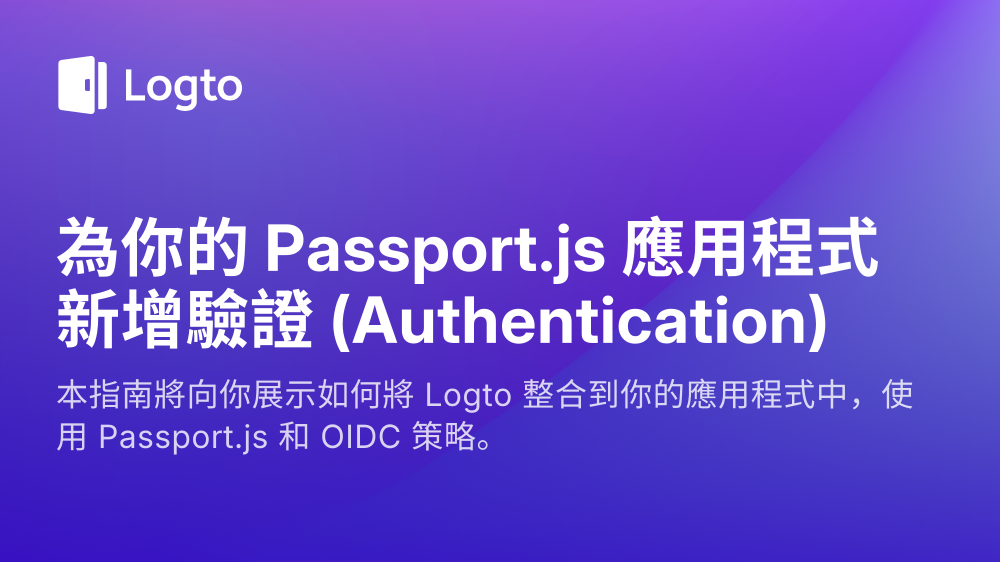 Logto
為你的 Passport.js 應用程式
新增驗證 (Authentication)
本指南將向你展示如何將 Logto 整合到你的應用程式中，使
用 Passport.js 和 OIDC 策略。